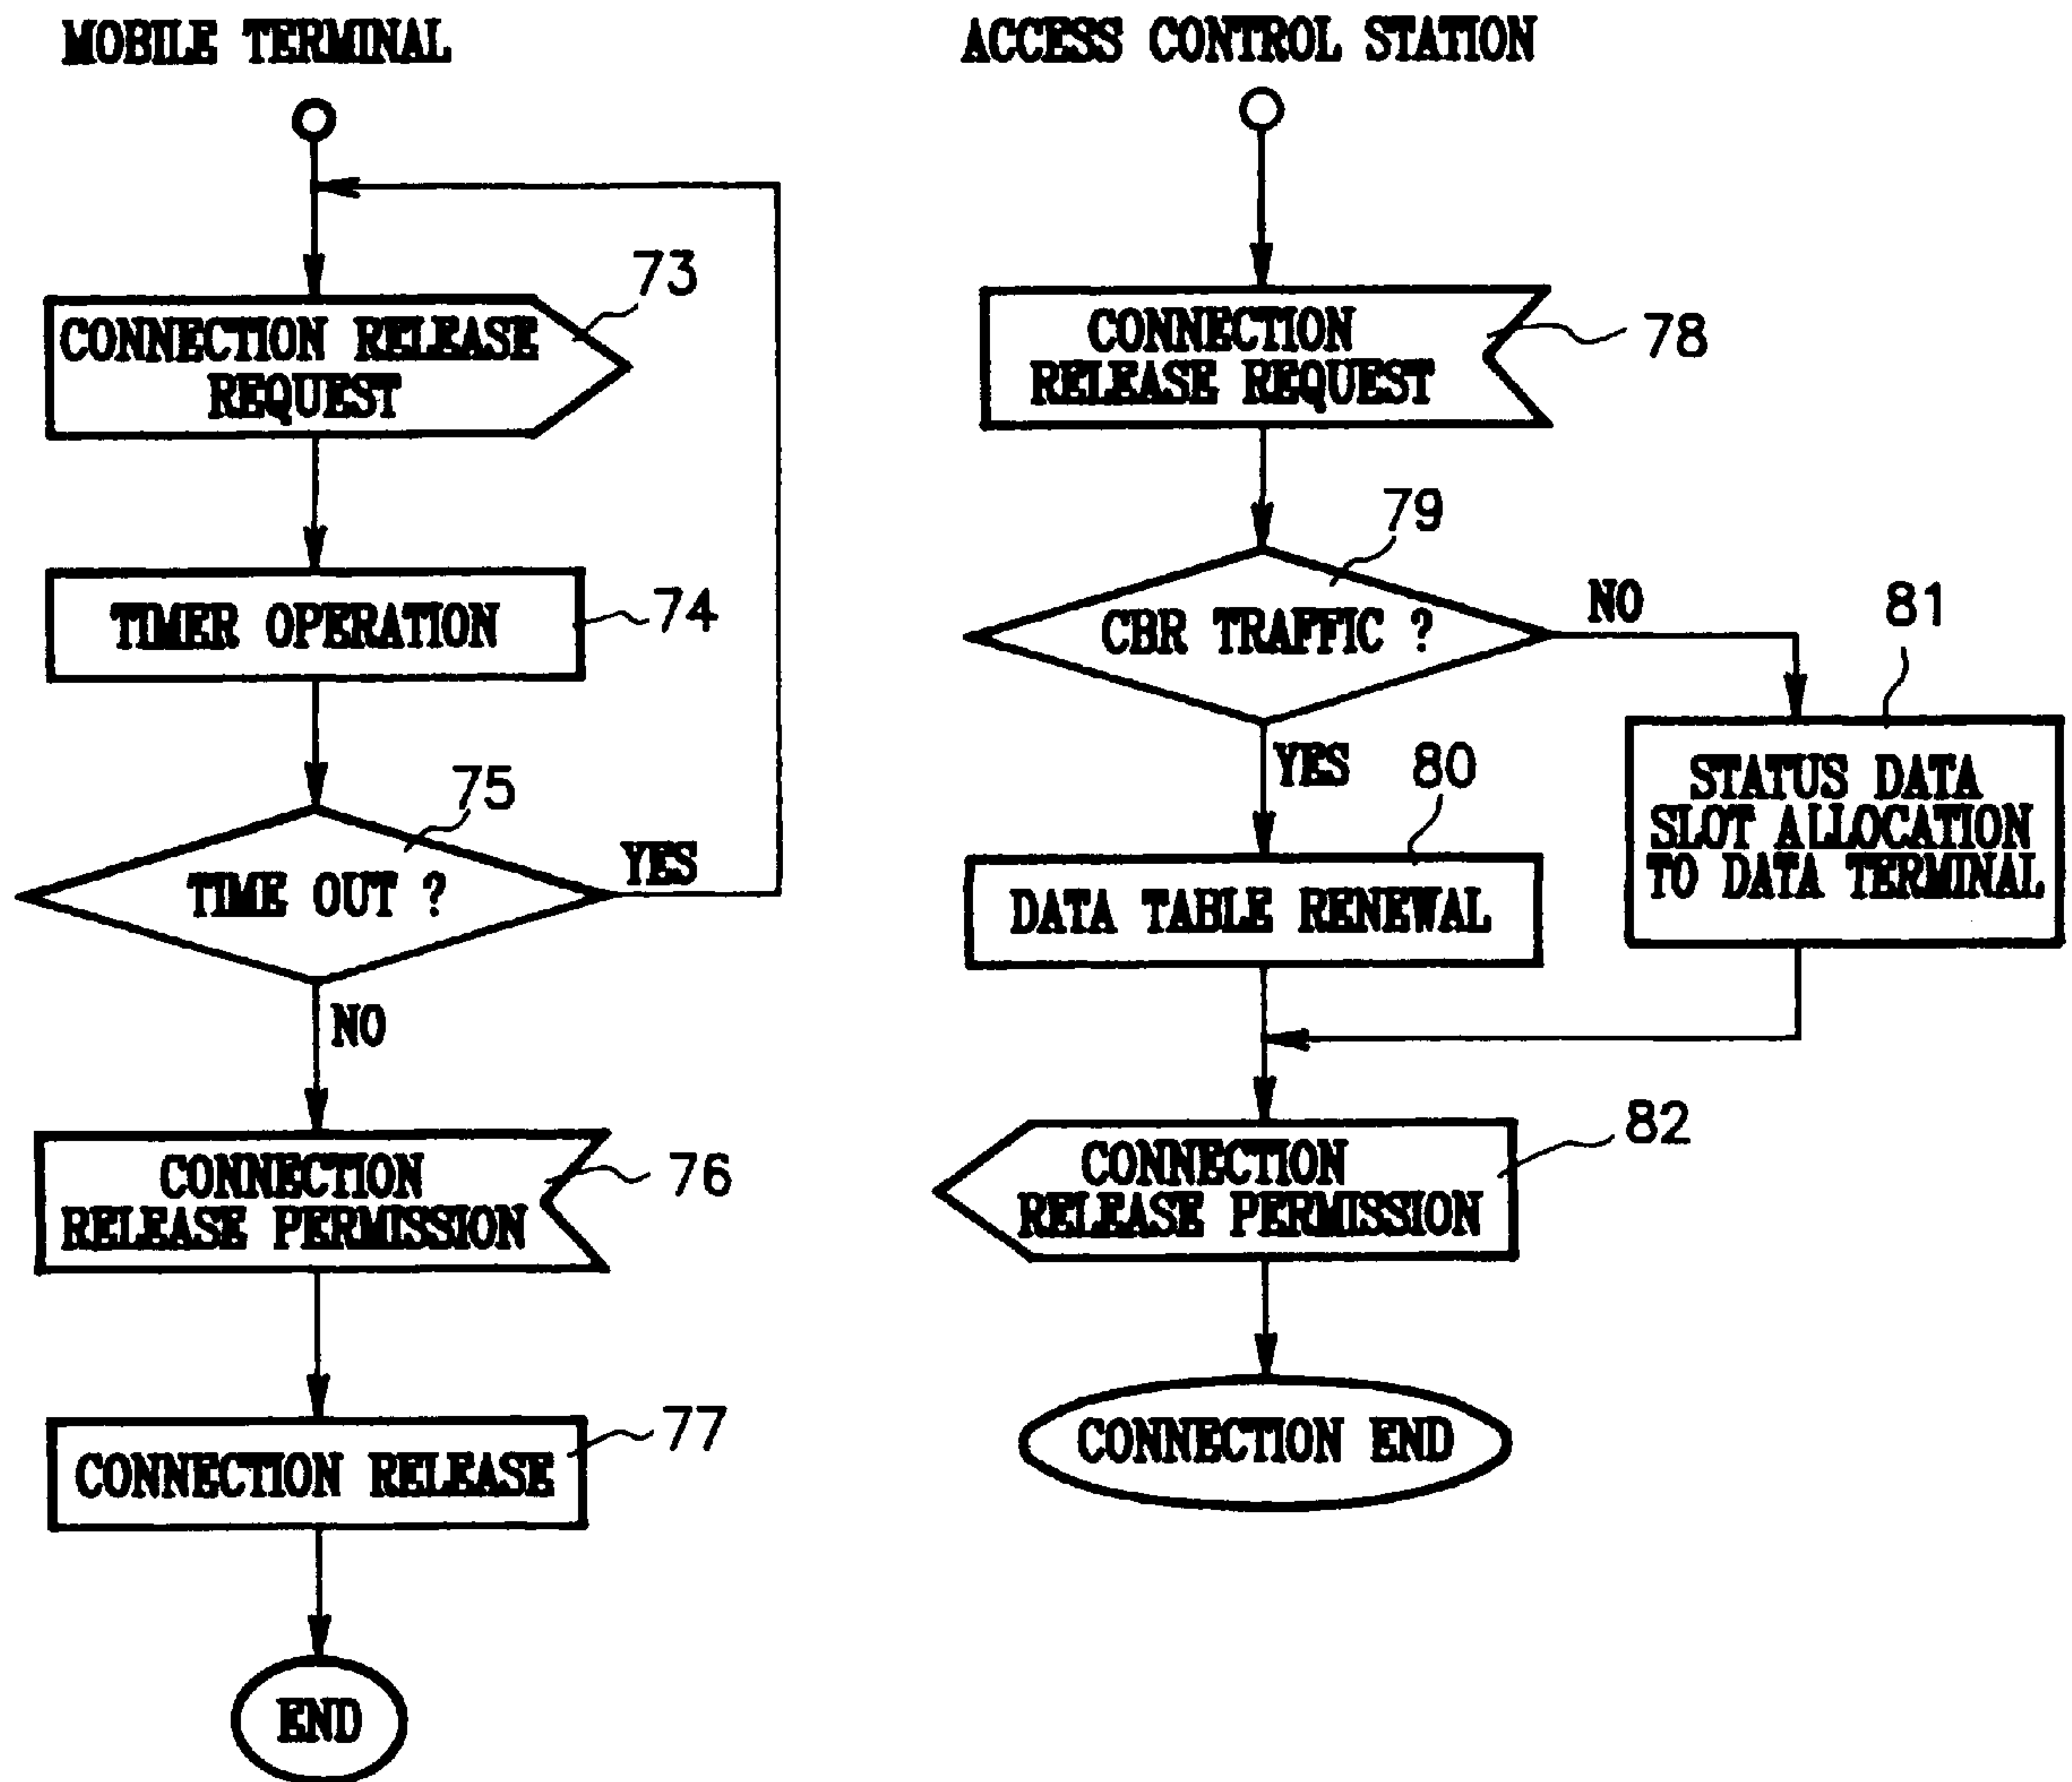 MOBILE TERMINAL
73
CONNECTION RELEASE
REQUEST
TIMER OPERATION
74
75
TIME OUT ?
YES
NO
CONNECTION
RELEASE PERMISSION
76
CONNECTION RELEASE
77
END
ACCESS CONTROL STATION
CONNECTION
RELEASE REQUEST
78
79
CBR TRAFFIC ?
NO
YES
80
DATA TABLE RENEWAL
81
STATUS DATA
SLOT ALLOCATION
TO DATA TERMINAL
CONNECTION
RELEASE PERMISSION
82
CONNECTION END